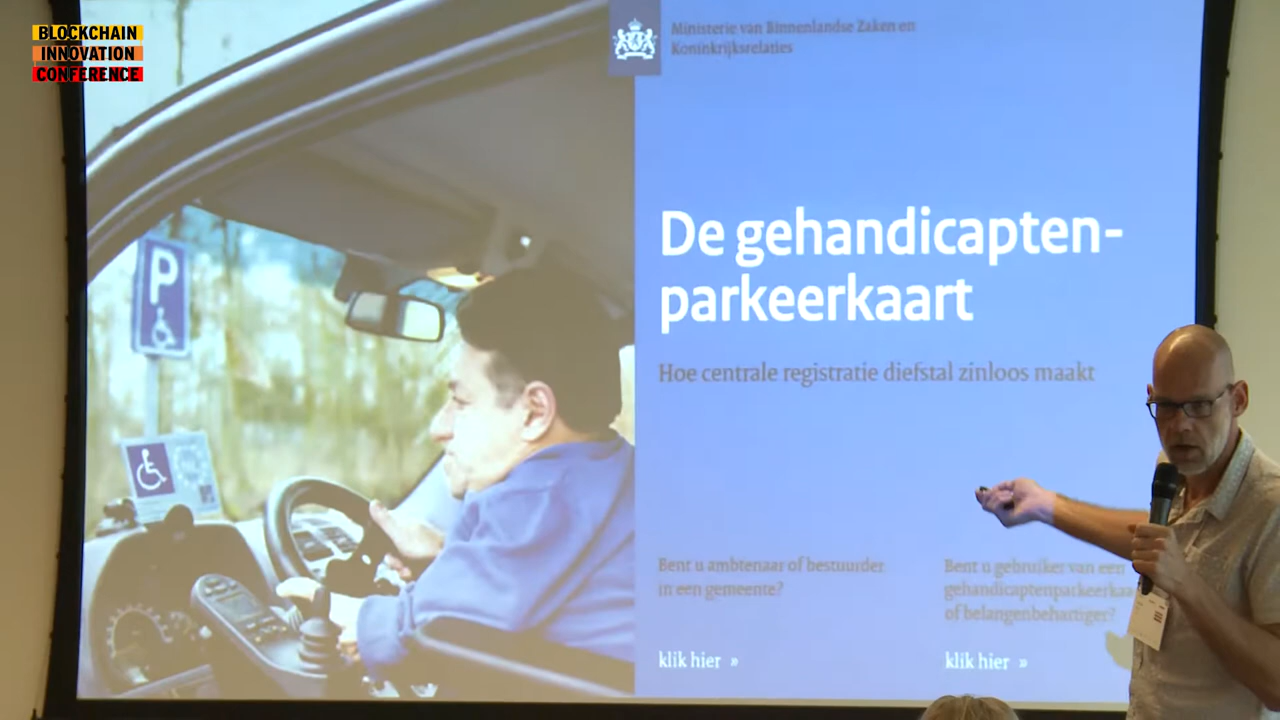 BLOCKCHAIN
INNOVATION
CONFERENCE
Ministerie van Binnenlandse Zaken en
Koninkrijksrelaties
P
De gehandicapten-
parkeerkaart
Hoe centrale registratie diefstal zinloos maakt
Bent u ambtenaar of bestuurder
in een gemeente?
klik hier »
Bent u gebruiker van een
gehandicaptenparkeerkaa
of belangenbehartiger?
klik hier »